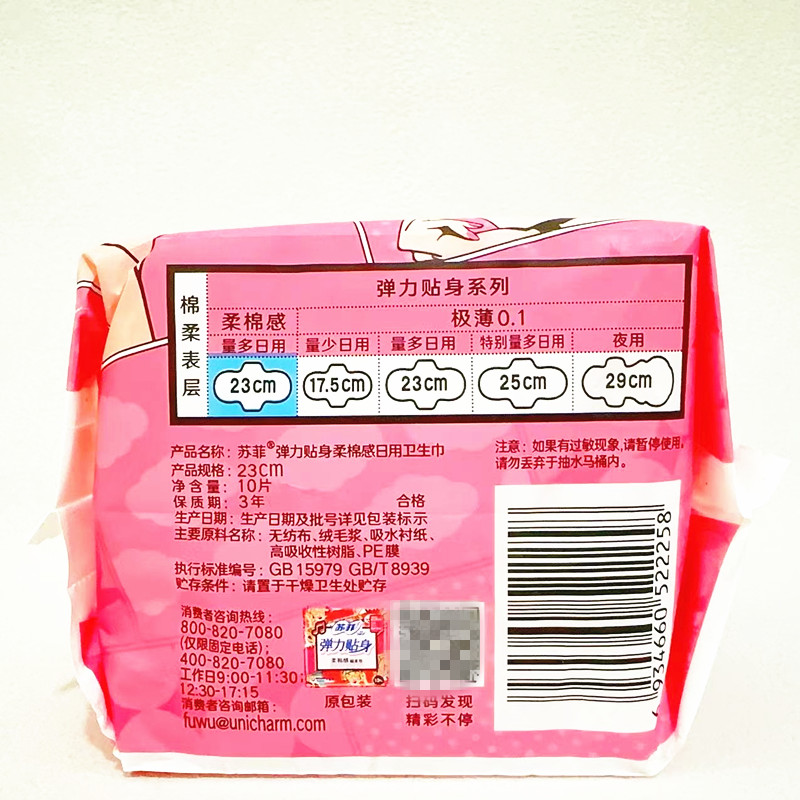 棉柔表层
弹力贴身系列
柔棉感 极薄0.1
量多日用 量少日用 量多日用 特别量多日用 夜用
23cm 17.5cm 23cm 25cm 29cm
产品名称：苏菲®弹力贴身柔棉感日用卫生巾
产品规格：23cm
净含量：10片
保质期：3年 合格
生产日期：生产日期及批号详见包装标示
主要原料名称：无纺布、绒毛浆、吸水衬纸、
高吸收性树脂、PE膜
执行标准编号：GB 15979 GB/T 8939
贮存条件：请置于干燥卫生处贮存
注意：如果有过敏现象,请暂停使用,
请勿丢弃于抽水马桶内。
消费者咨询热线：
800-820-7080
(仅限固定电话)；
400-820-7080
工作日9:00-11:30；
12:30-17:15
消费者咨询邮箱：
fuwu@unicharm.com
苏菲
弹力贴身
柔棉感
原包装
扫码发现
精彩不停
934660 522258